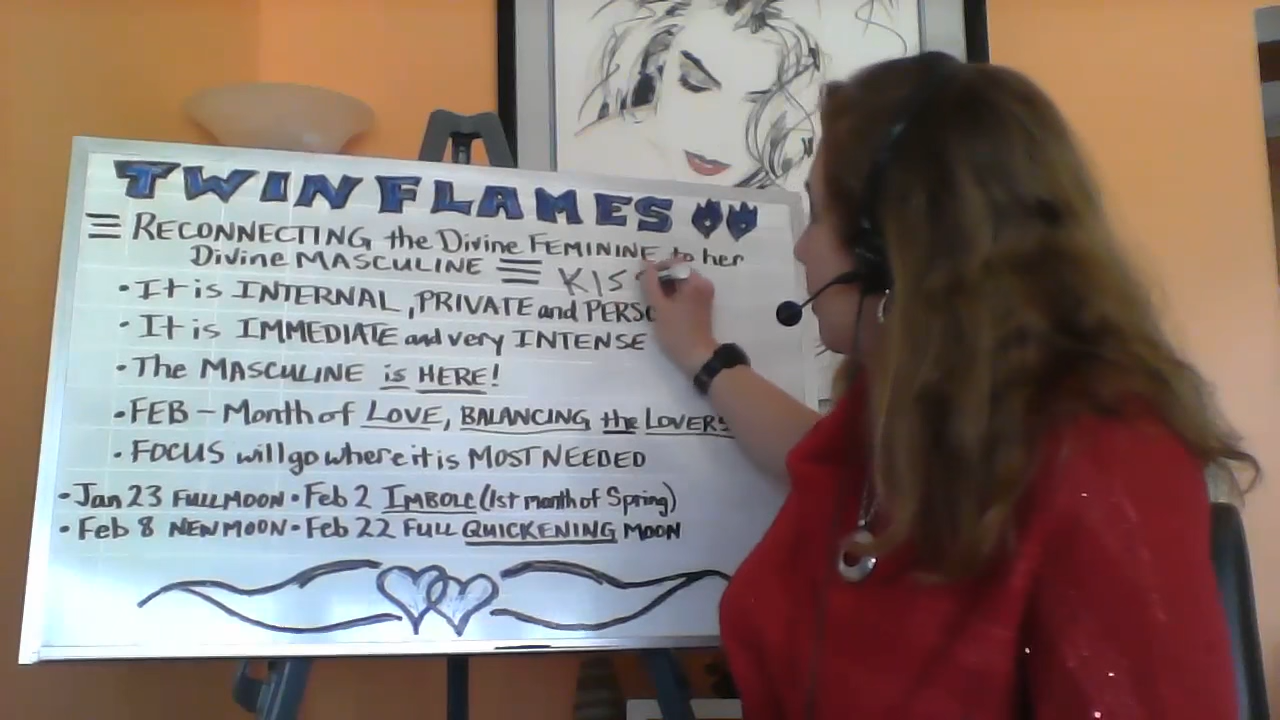 TWIN FLAMES
RECONNECTING the Divine FEMININE to her
Divine MASCULINE KIS
• It is INTERNAL, PRIVATE and PERSO
• It is IMMEDIATE and very INTENSE
• The MASCULINE is HERE!
• FEB - Month of LOVE, BALANCING the LOVERS
• FOCUS will go where it is MOST NEEDED
• Jan 23 FULL MOON • Feb 2 IMBOLC (1st month of Spring)
• Feb 8 NEW MOON • Feb 22 FULL QUICKENING MOON